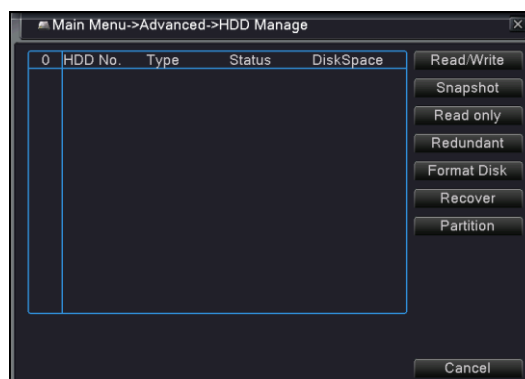 Main Menu->Advanced->HDD Manage
0 HDD No. Type Status DiskSpace
Read/Write
Snapshot
Read only
Redundant
Format Disk
Recover
Partition
Cancel